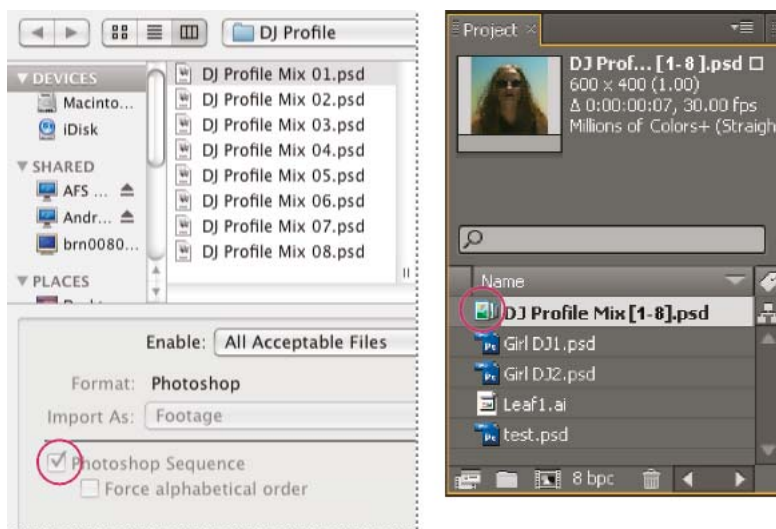 DJ Profile
DEVICES
Macinto...
iDisk
SHARED
AFS ...
Andr...
brn0080...
PLACES
DJ Profile Mix 01.psd
DJ Profile Mix 02.psd
DJ Profile Mix 03.psd
DJ Profile Mix 04.psd
DJ Profile Mix 05.psd
DJ Profile Mix 06.psd
DJ Profile Mix 07.psd
DJ Profile Mix 08.psd
Enable: All Acceptable Files
Format: Photoshop
Import As: Footage
Photoshop Sequence
Force alphabetical order
Project ×
DJ Prof... [1-8].psd
600 × 400 (1.00)
Δ 0:00:00:07, 30.00 fps
Millions of Colors+ (Straigh
Name
DJ Profile Mix [1-8].psd
Girl DJ1.psd
Girl DJ2.psd
Leaf1.ai
test.psd
8 bpc